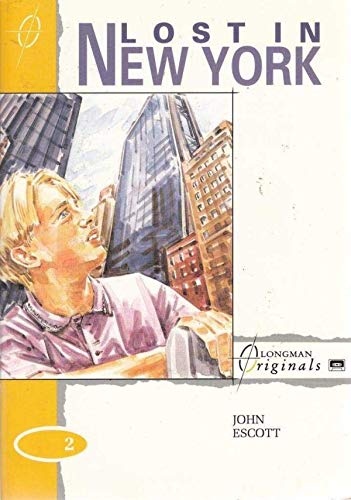 LOST IN
NEW YORK
LONGMAN
Originals
JOHN
ESCOTT
2